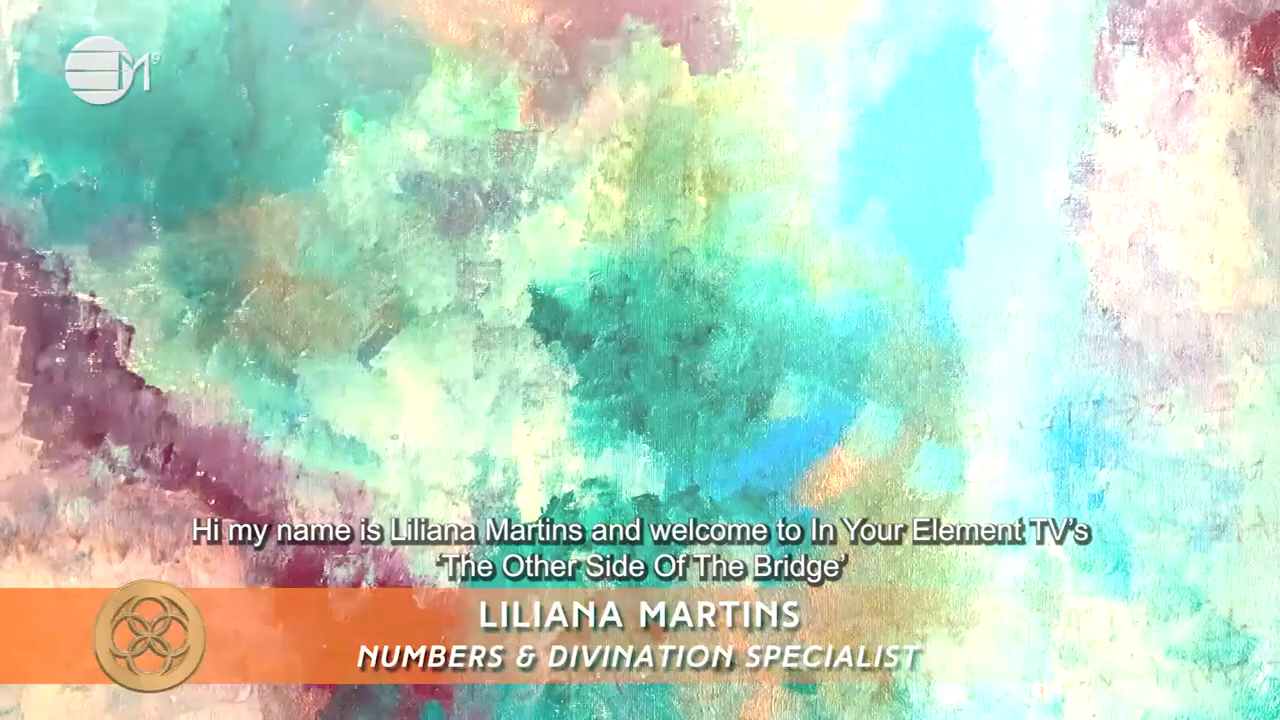 M9
Hi my name is Liliana Martins and welcome to In Your Element TV's
'The Other Side Of The Bridge'
LILIANA MARTINS
NUMBERS & DIVINATION SPECIALIST